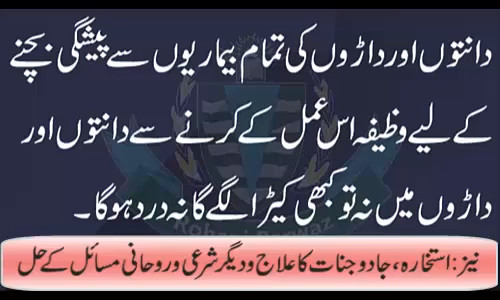 دانتوں اور داڑوں کی تمام بیماریوں سے پیشگی بچنے
کے لیے وظیفہ اس عمل کے کرنے سے دانتوں اور
داڑوں میں نہ تو کبھی کیڑا لگے گا نہ درد ہوگا۔
نیز: استخارہ، جادو جنات کا علاج و دیگر شرعی و روحانی مسائل کے حل